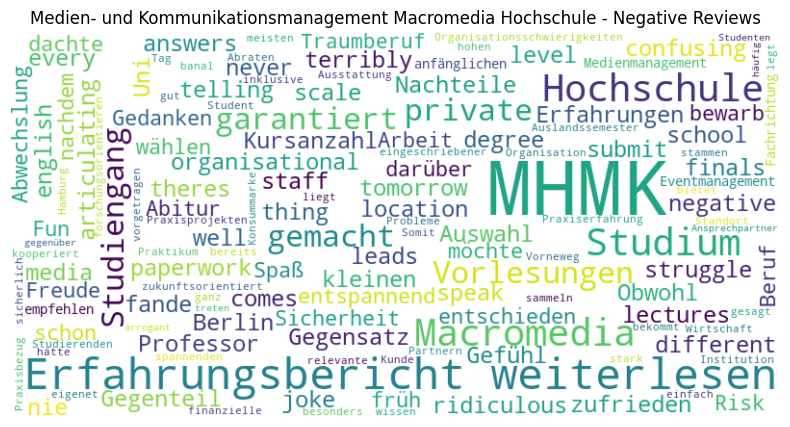 Medien- und Kommunikationsmanagement Macromedia Hochschule - Negative Reviews
meisten Organisationsschwierigkeiten Studenten
dachte answers Tag Abraten Traumberuf hohen confusing häufig
every banal never anfänglichen level Medienmanagement legt
Uni inklusive Ausstattung terribly
telling scale Nachteile Hochschule
Abwechslung english nachdem articulating forschungsorientieren gut Student private Fachrichtung
Gedanken garantiert Erfahrungen bewarb
wählen KursanzahlArbeit degree Auslandssemester school
organisational eingeschriebener Organisation submit stammen
Hamburg theres staff darüber MHMK finals
Studiengang vorgetragen Abitur Konsummarke tomorrow Eventmanagement bietet
Praxisprojekten liegt thing location Praxiserfahrung negative Standort
Fun well gemacht Probleme Auswahl Studium Ansprechpartner
gegenüber Praktikum bereits Somit Vorneweg
kooperiert media paperwork Spaß leads möchte struggle
sicherlich Freude zukunftsorientiert kleinen Vorlesungen Beruf
empfehlen fande comes entspannend speak sammeln Obwohl
schon ganz Berlin Sicherheit entschieden lectures gesagt
Studierenden arrogant treten Professor Gegensatz Macromedia bekommt Wirtschaft
Praxisbezug hätte spannenden relevante Kunde Partnern Gefühl stark different Institution
Erfahrungsbericht weiterlesen
nie eigenet Gegenteil joke früh ridiculous zufrieden einfach Risk
finanzielle besonders wissen